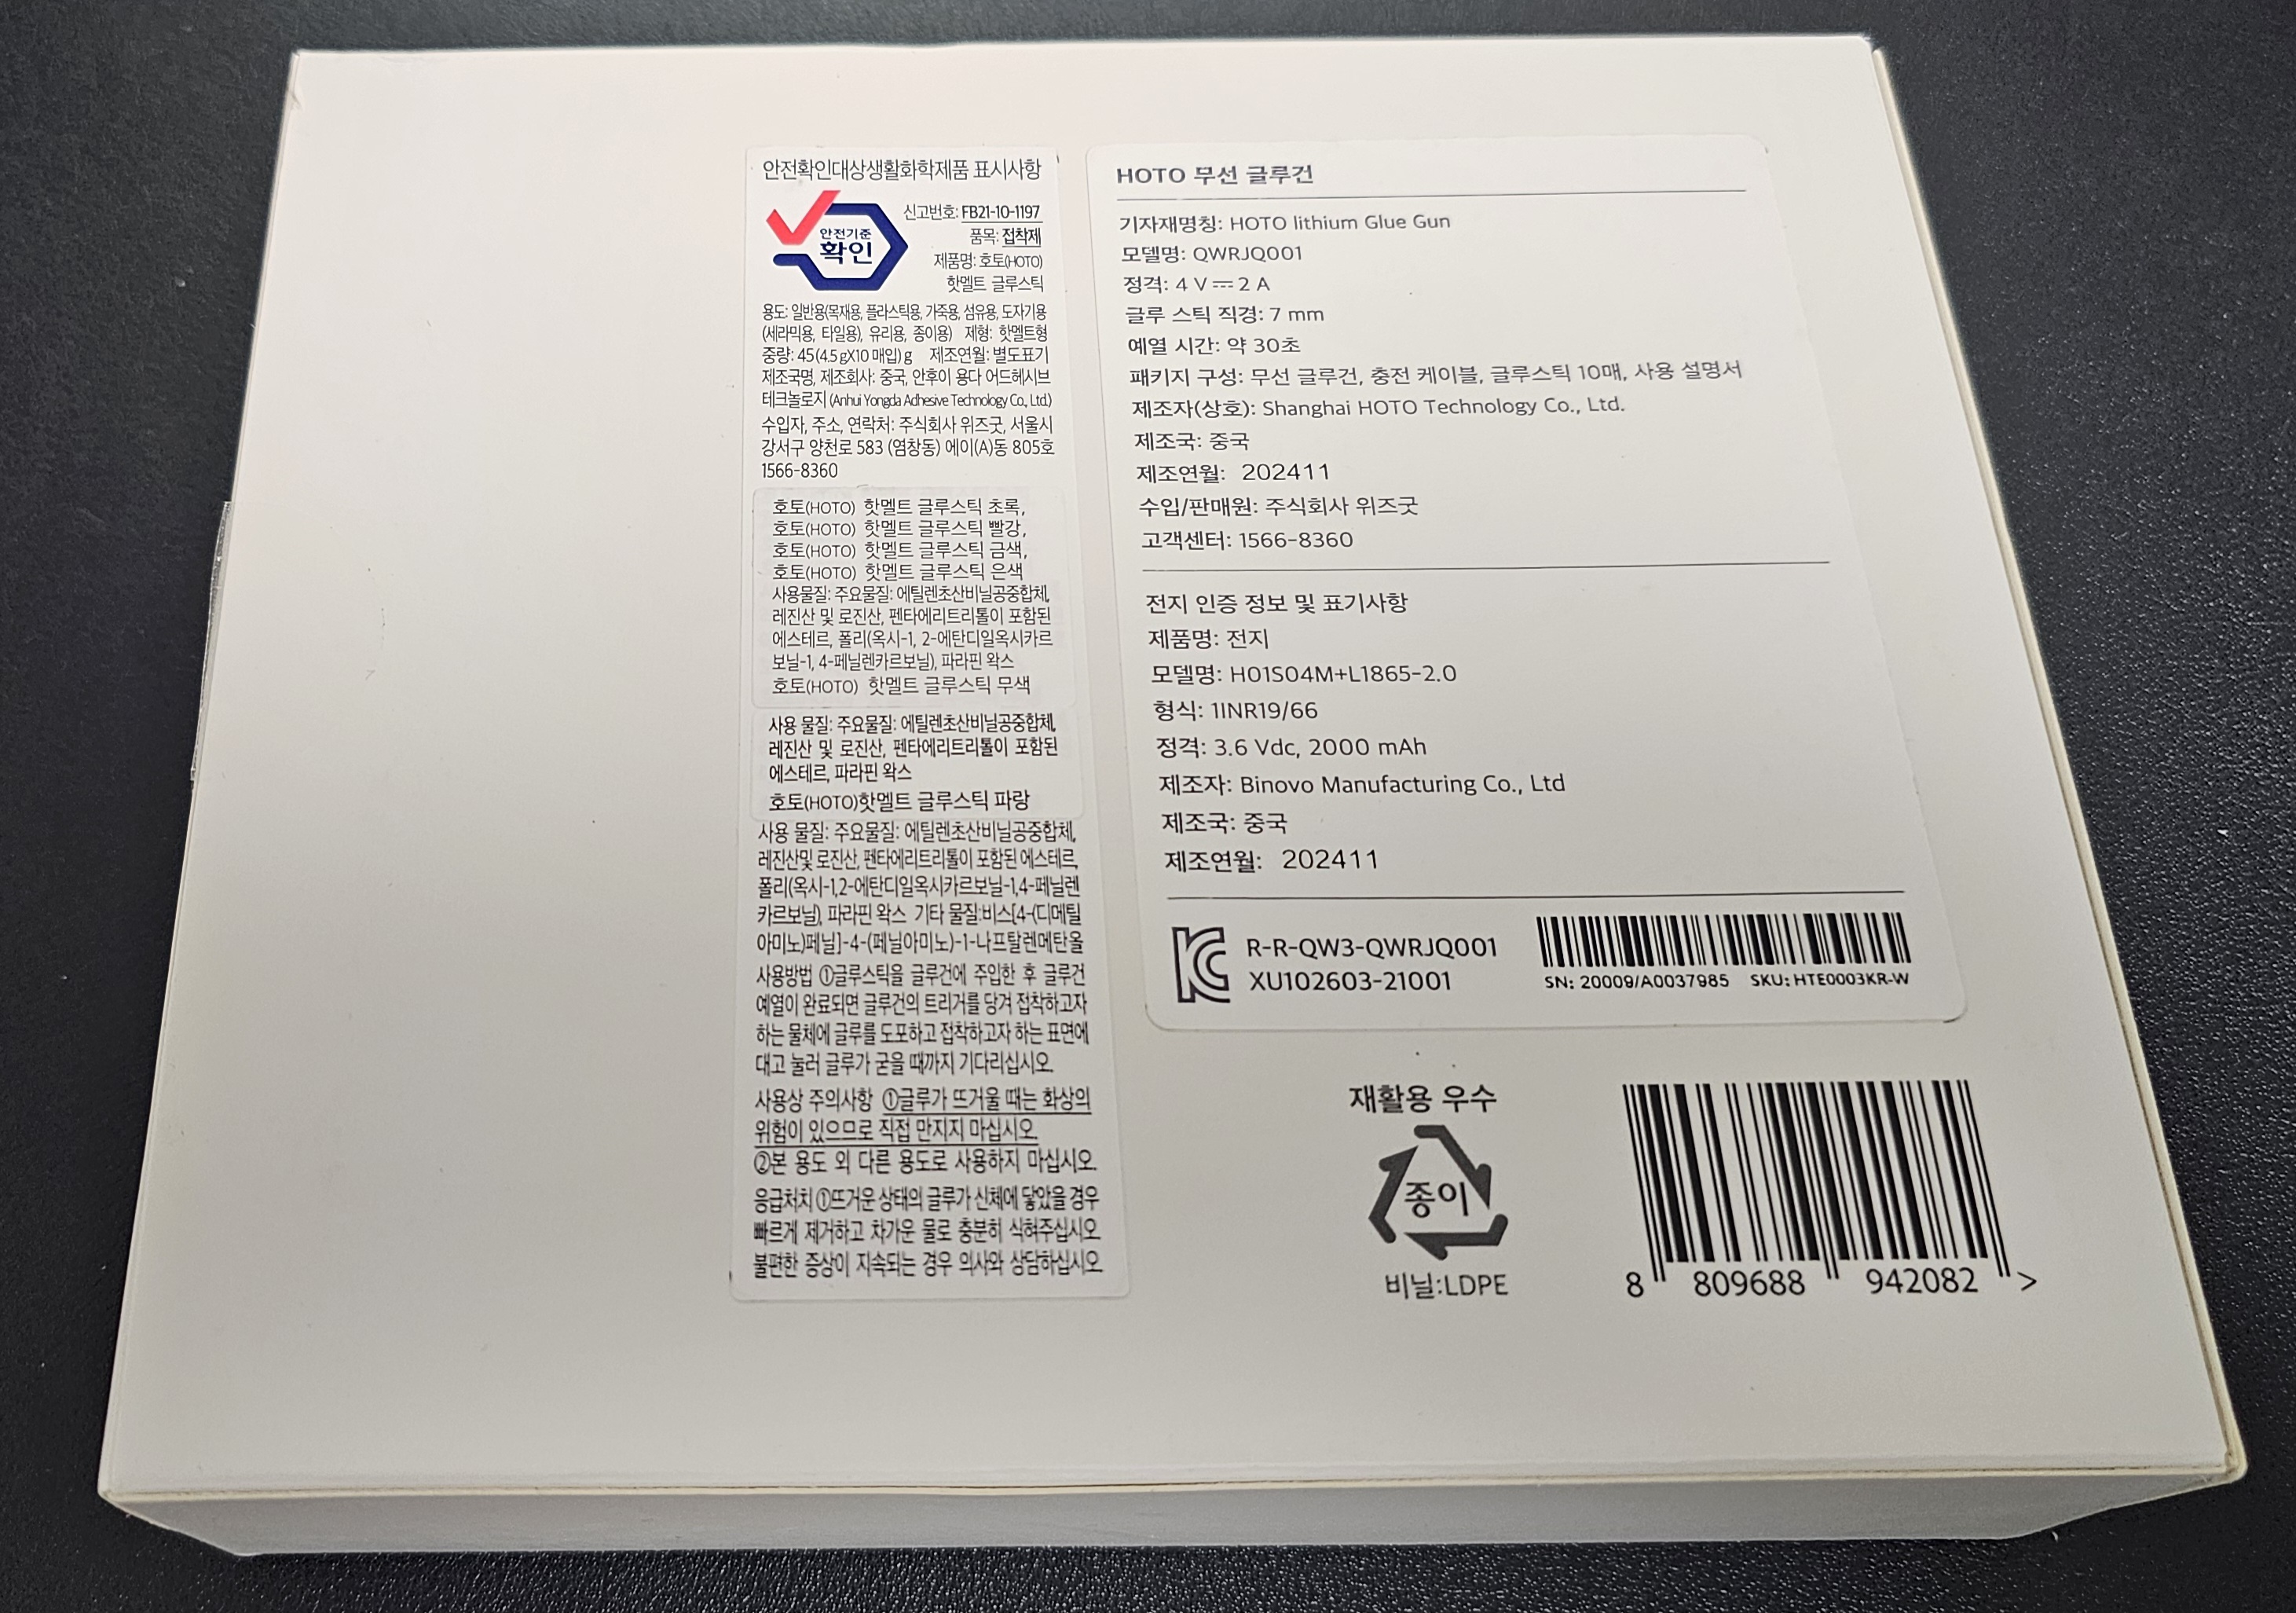 안전확인대상생활화학제품 표시사항
안전기준
확인
신고번호: FB21-10-1197
품목: 접착제
제품명: 호토(HOTO)
핫멜트 글루스틱
용도: 일반용(목재용, 플라스틱용, 가죽용, 섬유용, 도자기용
(세라믹용, 타일용), 유리용, 종이용) 제형: 핫멜트형
중량: 45(4.5 gX10 매입) g 제조연월: 별도표기
제조국명, 제조회사: 중국, 안후이 용다 어드헤시브
테크놀로지 (Anhui Yongda Adhesive Technology Co., Ltd.)
수입자, 주소, 연락처: 주식회사 위즈굿, 서울시
강서구 양천로 583 (염창동) 에이(A)동 805호
1566-8360
호토(HOTO) 핫멜트 글루스틱 초록,
호토(HOTO) 핫멜트 글루스틱 빨강,
호토(HOTO) 핫멜트 글루스틱 금색,
호토(HOTO) 핫멜트 글루스틱 은색
사용물질: 주요물질: 에틸렌초산비닐공중합체,
레진산 및 로진산, 펜타에리트리톨이 포함된
에스테르, 폴리(옥시-1, 2-에탄디일옥시카르
보닐-1, 4-페닐렌카르보닐), 파라핀 왁스
호토(HOTO) 핫멜트 글루스틱 무색
사용 물질: 주요물질: 에틸렌초산비닐공중합체,
레진산 및 로진산, 펜타에리트리톨이 포함된
에스테르, 파라핀 왁스
호토(HOTO)핫멜트 글루스틱 파랑
사용 물질: 주요물질: 에틸렌초산비닐공중합체,
레진산및 로진산, 펜타에리트리톨이 포함된 에스테르,
폴리(옥시-1,2-에탄디일옥시카르보닐-1,4-페닐렌
카르보닐), 파라핀 왁스 기타 물질:비스[4-(디메틸
아미노)페닐]-4-(페닐아미노)-1-나프탈렌메탄올
사용방법 ①글루스틱을 글루건에 주입한 후 글루건
예열이 완료되면 글루건의 트리거를 당겨 접착하고자
하는 물체에 글루를 도포하고 접착하고자 하는 표면에
대고 눌러 글루가 굳을 때까지 기다리십시오.
사용상 주의사항 ①글루가 뜨거울 때는 화상의
위험이 있으므로 직접 만지지 마십시오.
②본 용도 외 다른 용도로 사용하지 마십시오.
응급처치 ①뜨거운 상태의 글루가 신체에 닿았을 경우
빠르게 제거하고 차가운 물로 충분히 식혀주십시오.
불편한 증상이 지속되는 경우 의사와 상담하십시오.
HOTO 무선 글루건
기자재명칭: HOTO lithium Glue Gun
모델명: QWRJQ001
정격: 4 V⎓2 A
글루 스틱 직경: 7 mm
예열 시간: 약 30초
패키지 구성: 무선 글루건, 충전 케이블, 글루스틱 10매, 사용 설명서
제조자(상호): Shanghai HOTO Technology Co., Ltd.
제조국: 중국
제조연월: 202411
수입/판매원: 주식회사 위즈굿
고객센터: 1566-8360
전지 인증 정보 및 표기사항
제품명: 전지
모델명: H01S04M+L1865-2.0
형식: 1INR19/66
정격: 3.6 Vdc, 2000 mAh
제조자: Binovo Manufacturing Co., Ltd
제조국: 중국
제조연월: 202411
R-R-QW3-QWRJQ001
XU102603-21001
SN: 20009/A0037985 SKU: HTE0003KR-W
재활용 우수
종이
비닐:LDPE
8 809688 942082 >